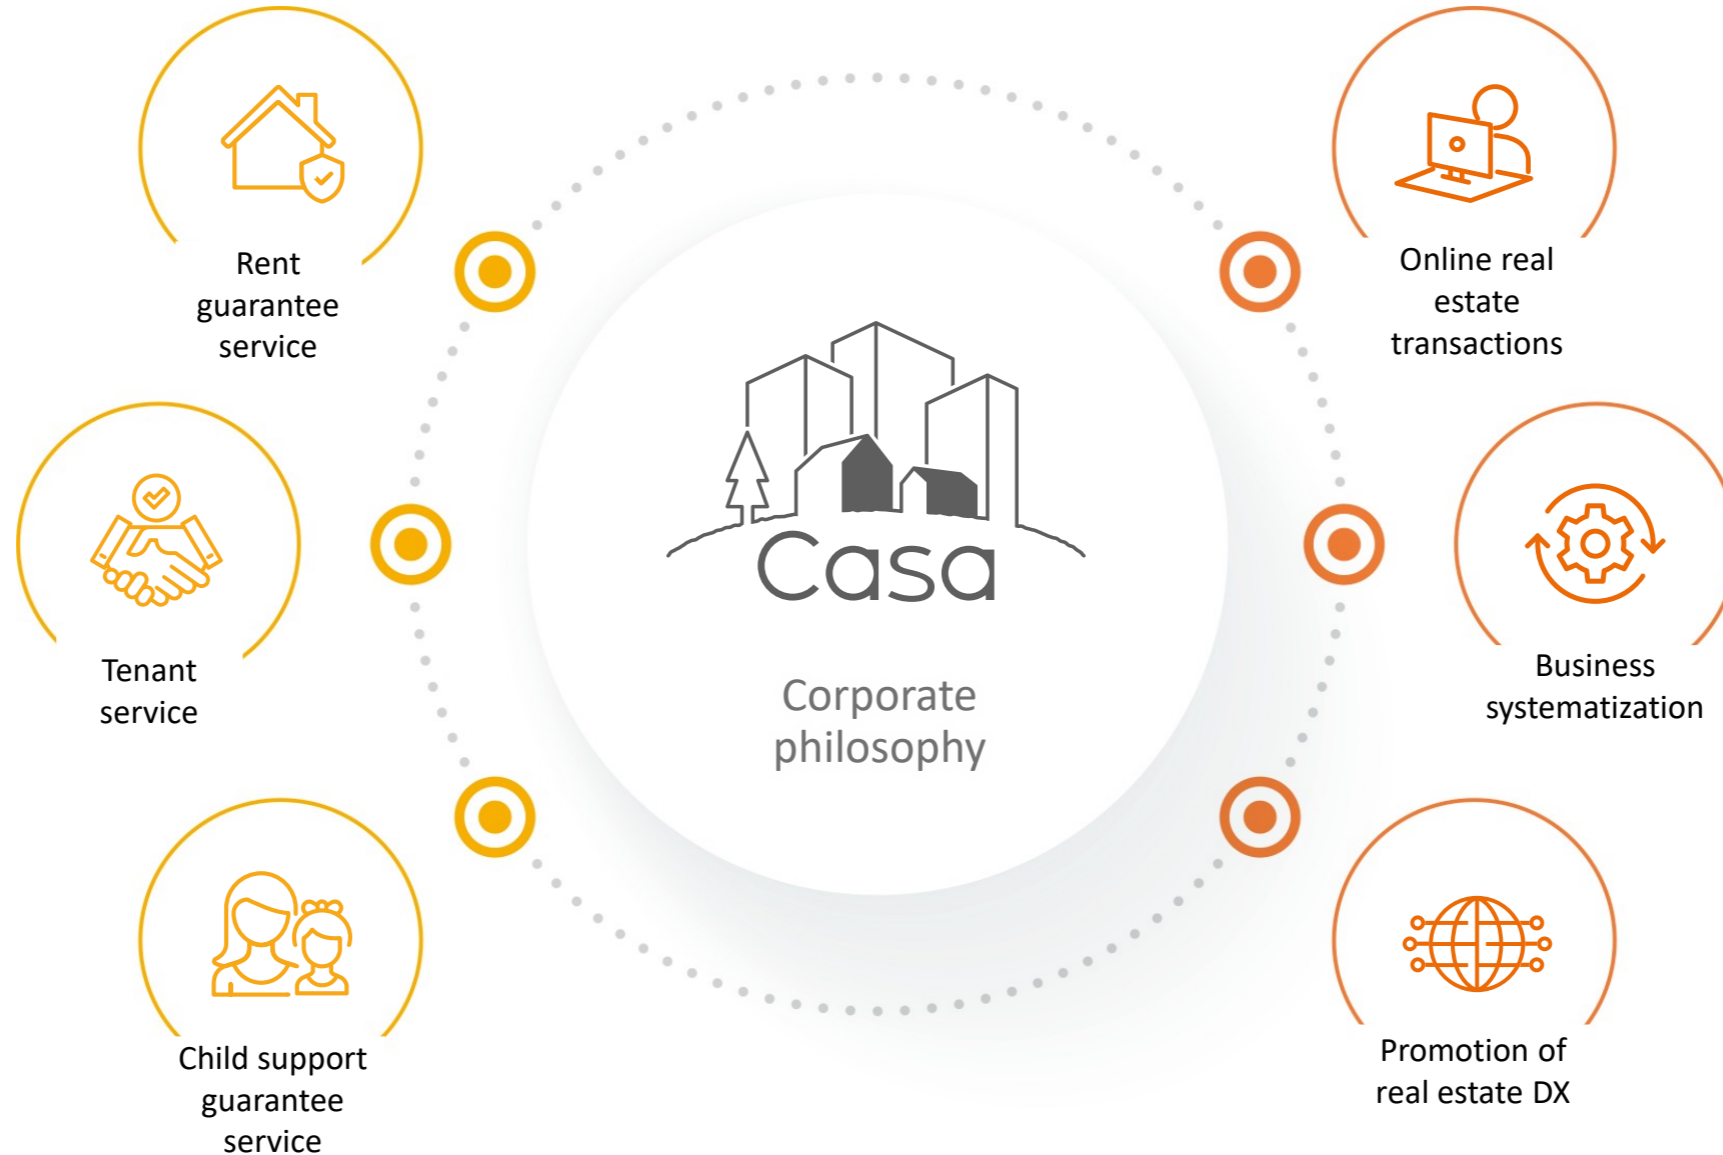 Rent
guarantee
service
Tenant
service
Child support
guarantee
service
Casa
Corporate
philosophy
Online real
estate
transactions
Business
systematization
Promotion of
real estate DX